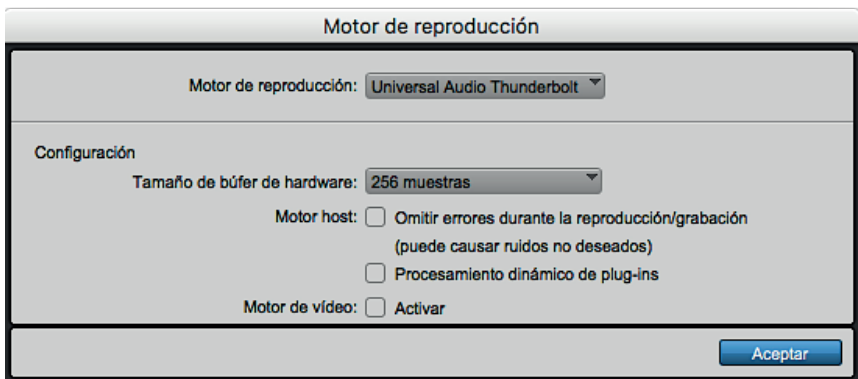 Motor de reproducción
Motor de reproducción: Universal Audio Thunderbolt
Configuración
Tamaño de búfer de hardware: 256 muestras
Motor host: Omitir errores durante la reproducción/grabación
(puede causar ruidos no deseados)
Procesamiento dinámico de plug-ins
Motor de vídeo: Activar
Aceptar